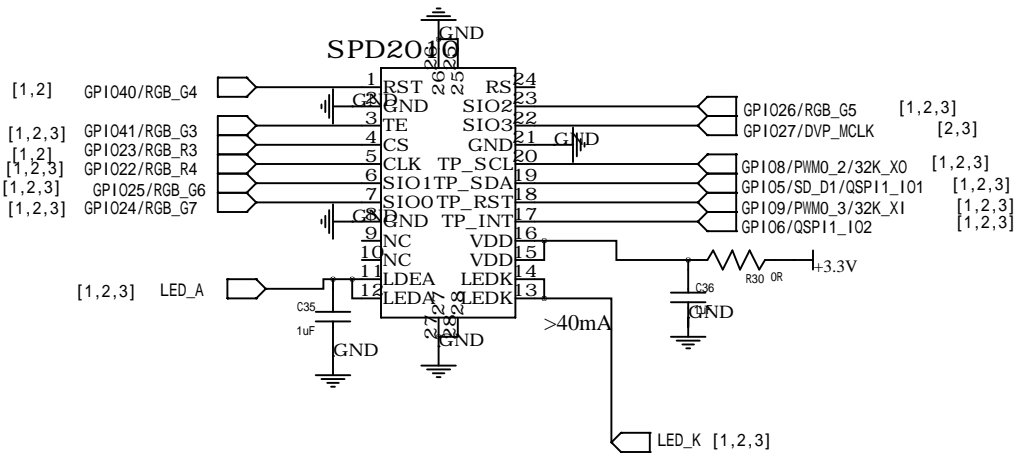 GND
SPD2010
26 25
26 25
[1,2] GPIO40/RGB_G4 1 RST RS 24
GND 2 GND SIO2 23 GPIO26/RGB_G5 [1,2,3]
[1,2,3] GPIO41/RGB_G3 3 TE SIO3 22 GPIO27/DVP_MCLK [2,3]
[1,2] GPIO23/RGB_R3 4 CS GND 21 GND
[1,2,3] GPIO22/RGB_R4 5 CLK TP_SCL 20 GPIO8/PWM0_2/32K_XO [1,2,3]
[1,2,3] GPIO25/RGB_G6 6 SIO1 TP_SDA 19 GPIO5/SD_D1/QSPI1_IO1 [1,2,3]
[1,2,3] GPIO24/RGB_G7 7 SIO0 TP_RST 18 GPIO9/PWM0_3/32K_XI [1,2,3]
GND 8 GND TP_INT 17 GPIO6/QSPI1_IO2 [1,2,3]
9 NC VDD 16
10 NC VDD 15 R30 0R +3.3V
11 LDEA LEDK 14
[1,2,3] LED_A 12 LEDA LEDK 13
27 28
27 28
C35
1uF
GND
GND
>40mA
C36
GND
LED_K [1,2,3]